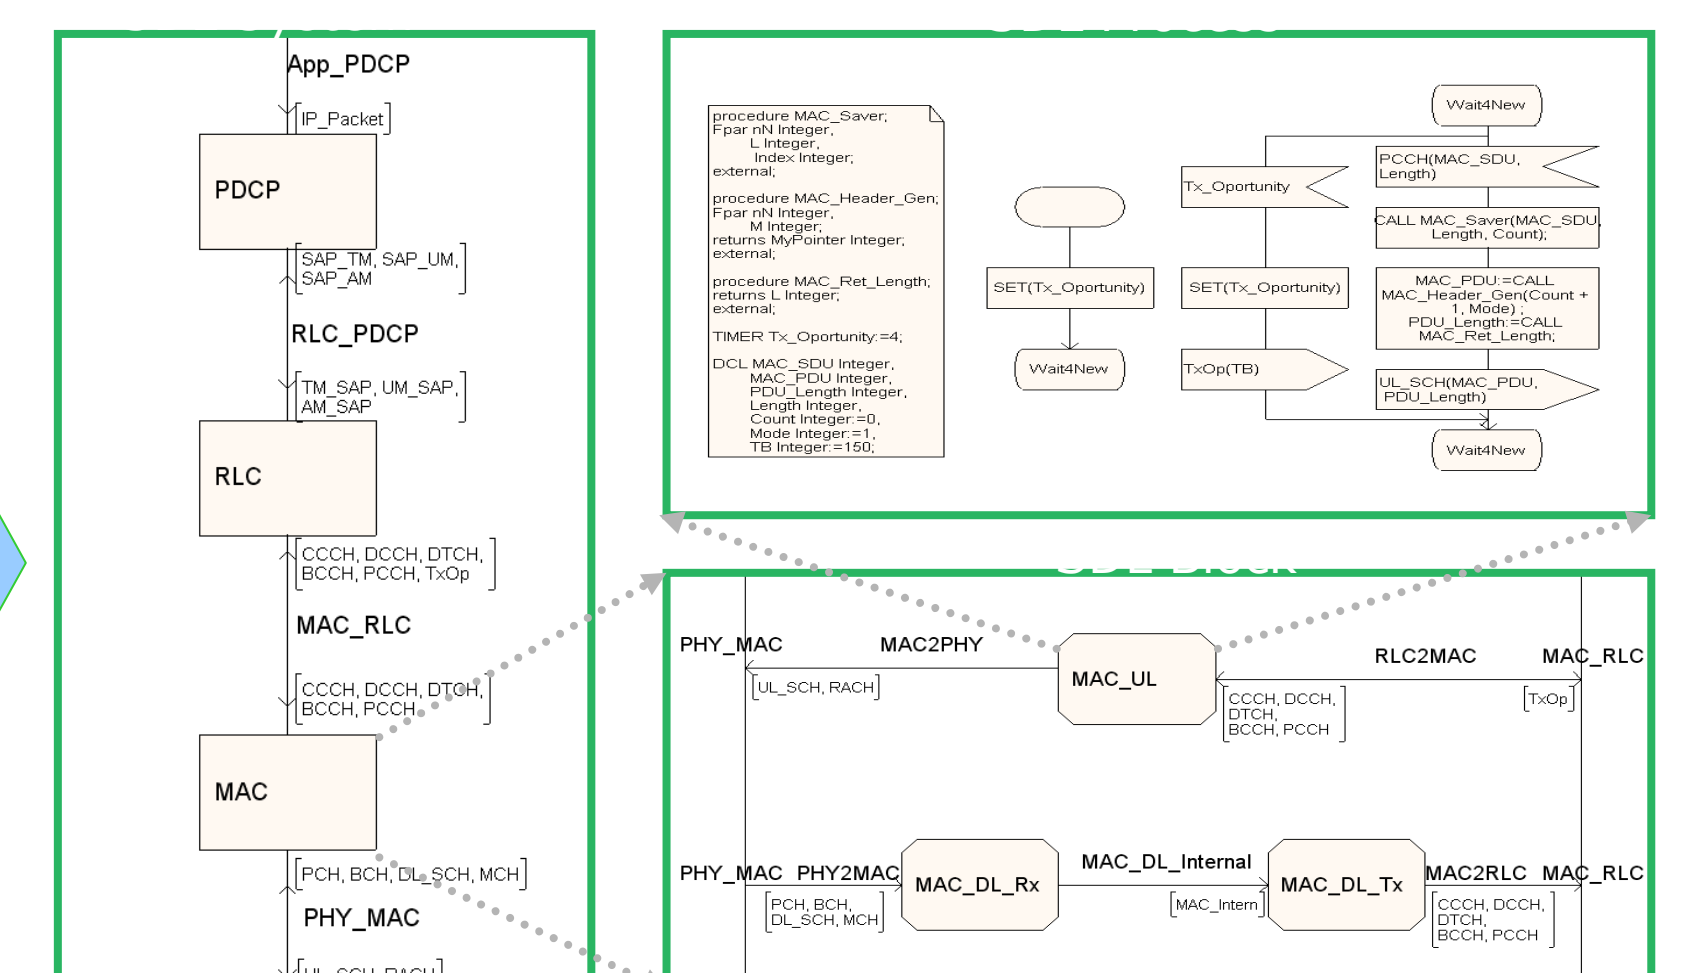 App_PDCP
IP_Packet
PDCP
SAP_TM, SAP_UM,
SAP_AM
RLC_PDCP
TM_SAP, UM_SAP,
AM_SAP
RLC
CCCH, DCCH, DTCH,
BCCH, PCCH, TxOp
MAC_RLC
CCCH, DCCH, DTCH,
BCCH, PCCH
MAC
PCH, BCH, DL_SCH, MCH
PHY_MAC
UL_SCH, RACH
SDL Process
procedure MAC_Saver;
Fpar nN Integer,
L Integer,
Index Integer;
external;
procedure MAC_Header_Gen;
Fpar nN Integer,
M Integer;
returns MyPointer Integer;
external;
procedure MAC_Ret_Length;
returns L Integer;
external;
TIMER Tx_Oportunity:=4;
DCL MAC_SDU Integer,
MAC_PDU Integer,
PDU_Length Integer,
Length Integer,
Count Integer:=0,
Mode Integer:=1,
TB Integer:=150;
SET(Tx_Oportunity)
Wait4New
Wait4New
Tx_Oportunity
SET(Tx_Oportunity)
TxOp(TB)
PCCH(MAC_SDU,
Length)
CALL MAC_Saver(MAC_SDU,
Length, Count);
MAC_PDU:=CALL
MAC_Header_Gen(Count +
1, Mode) ;
PDU_Length:=CALL
MAC_Ret_Length;
UL_SCH(MAC_PDU,
PDU_Length)
Wait4New
SDL Block
PHY_MAC
MAC2PHY
UL_SCH, RACH
MAC_UL
RLC2MAC
MAC_RLC
CCCH, DCCH,
DTCH,
BCCH, PCCH
TxOp
PHY_MAC
PHY2MAC
PCH, BCH,
DL_SCH, MCH
MAC_DL_Rx
MAC_DL_Internal
MAC_Intern
MAC_DL_Tx
MAC2RLC
MAC_RLC
CCCH, DCCH,
DTCH,
BCCH, PCCH